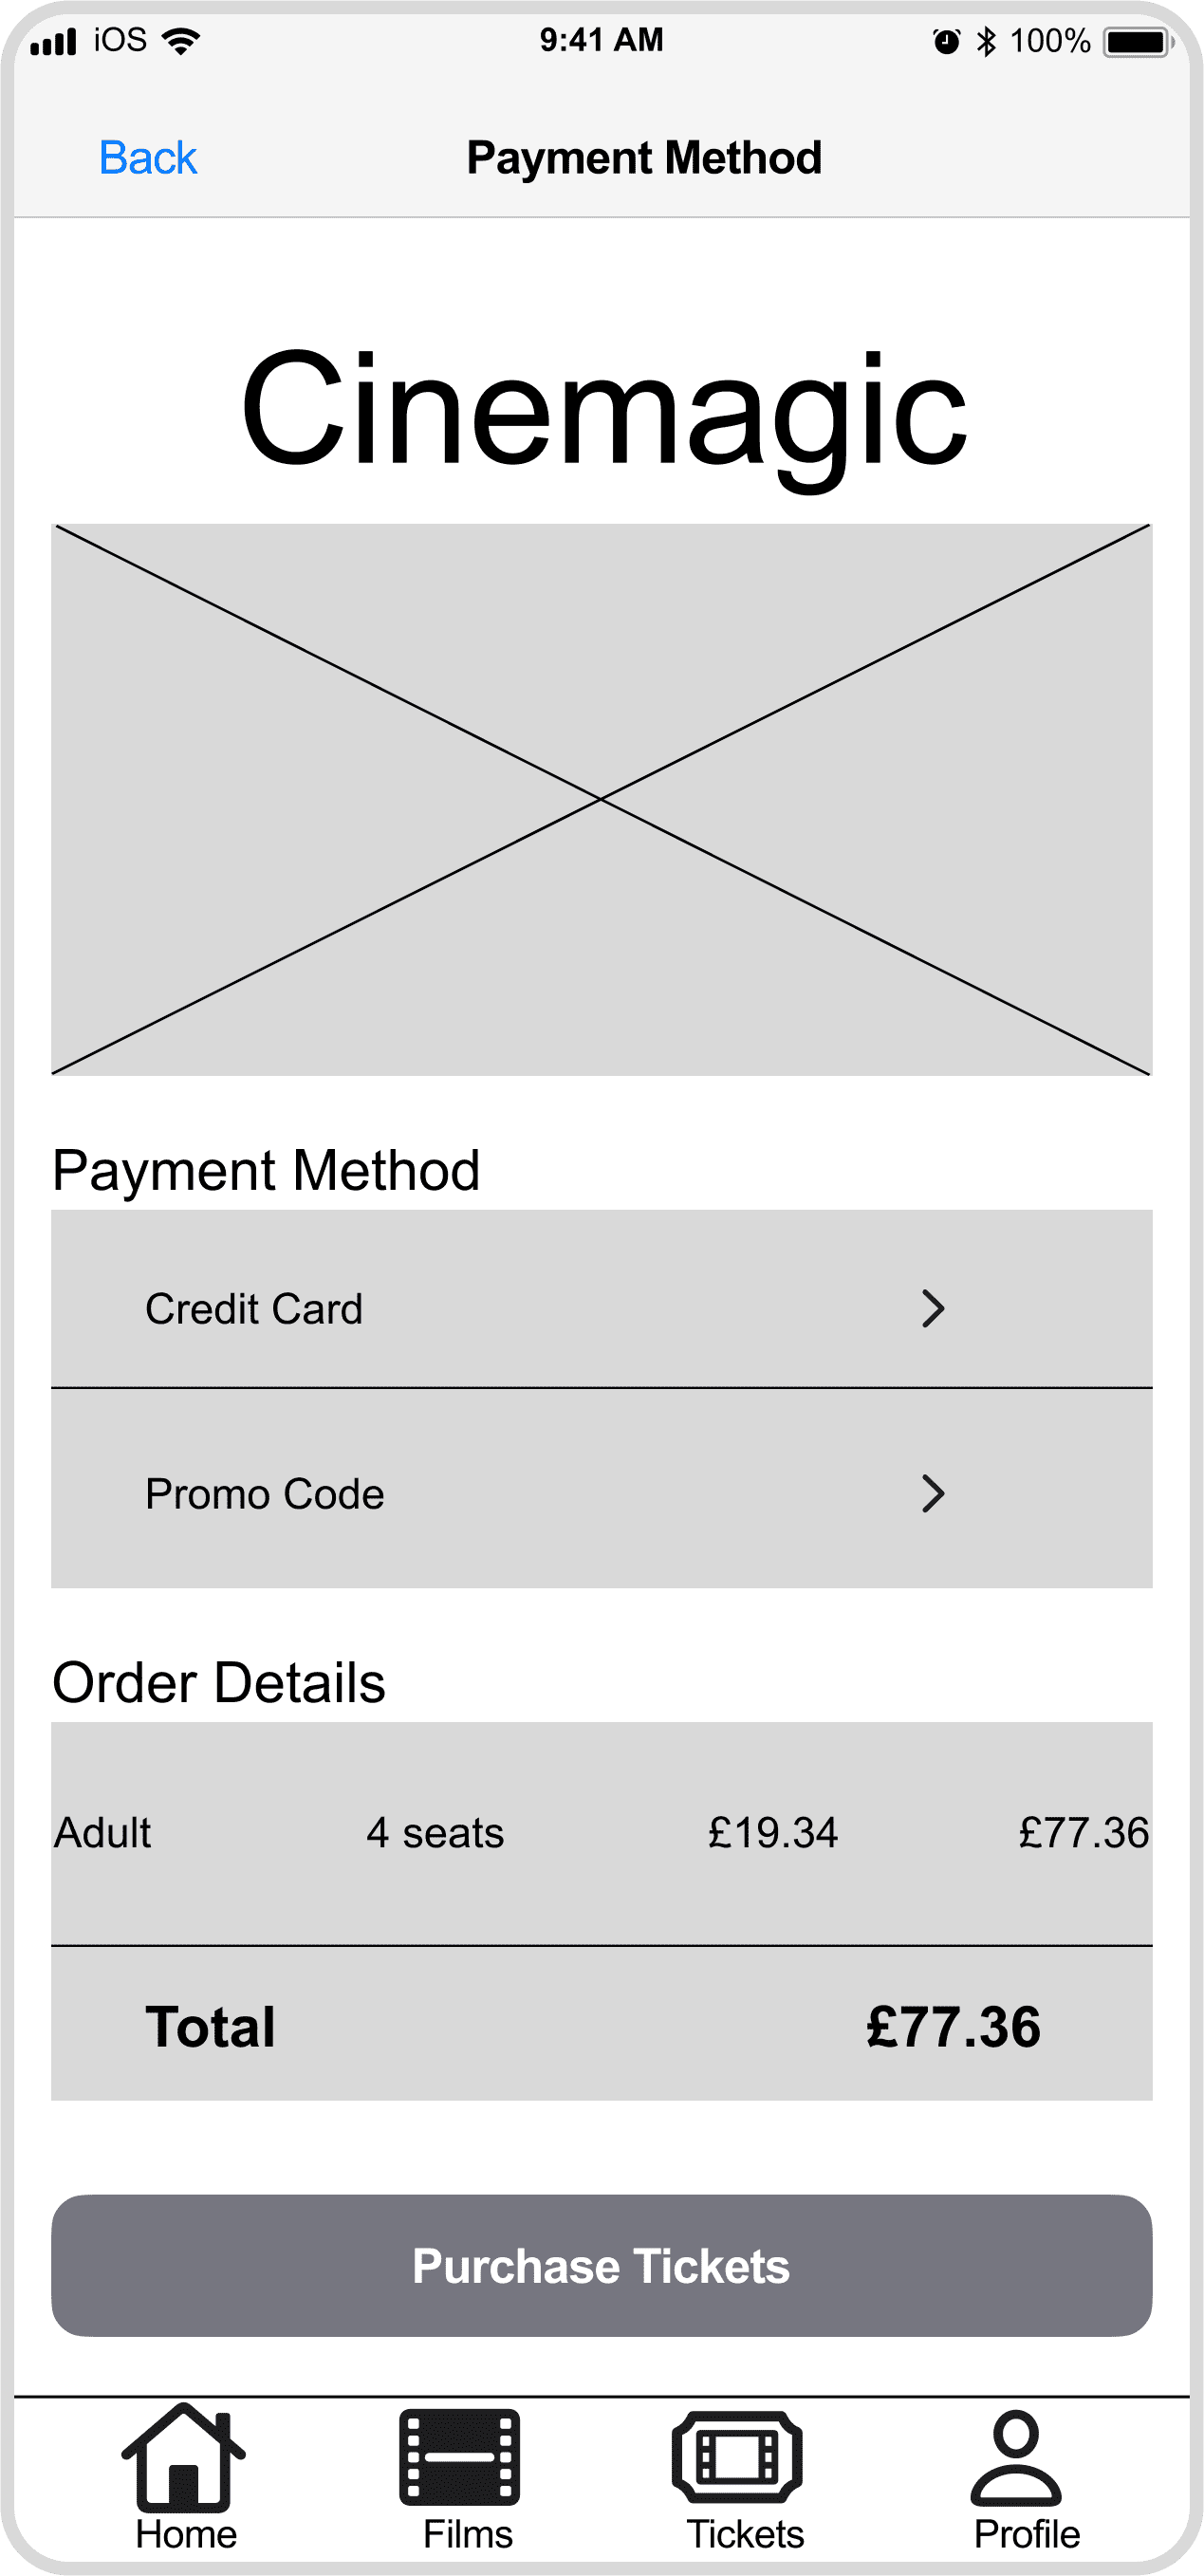 iOS 9:41 AM 100%
Back Payment Method
Cinemagic
Payment Method
Credit Card
Promo Code
Order Details
Adult 4 seats £19.34 £77.36
Total £77.36
Purchase Tickets
Home Films Tickets Profile